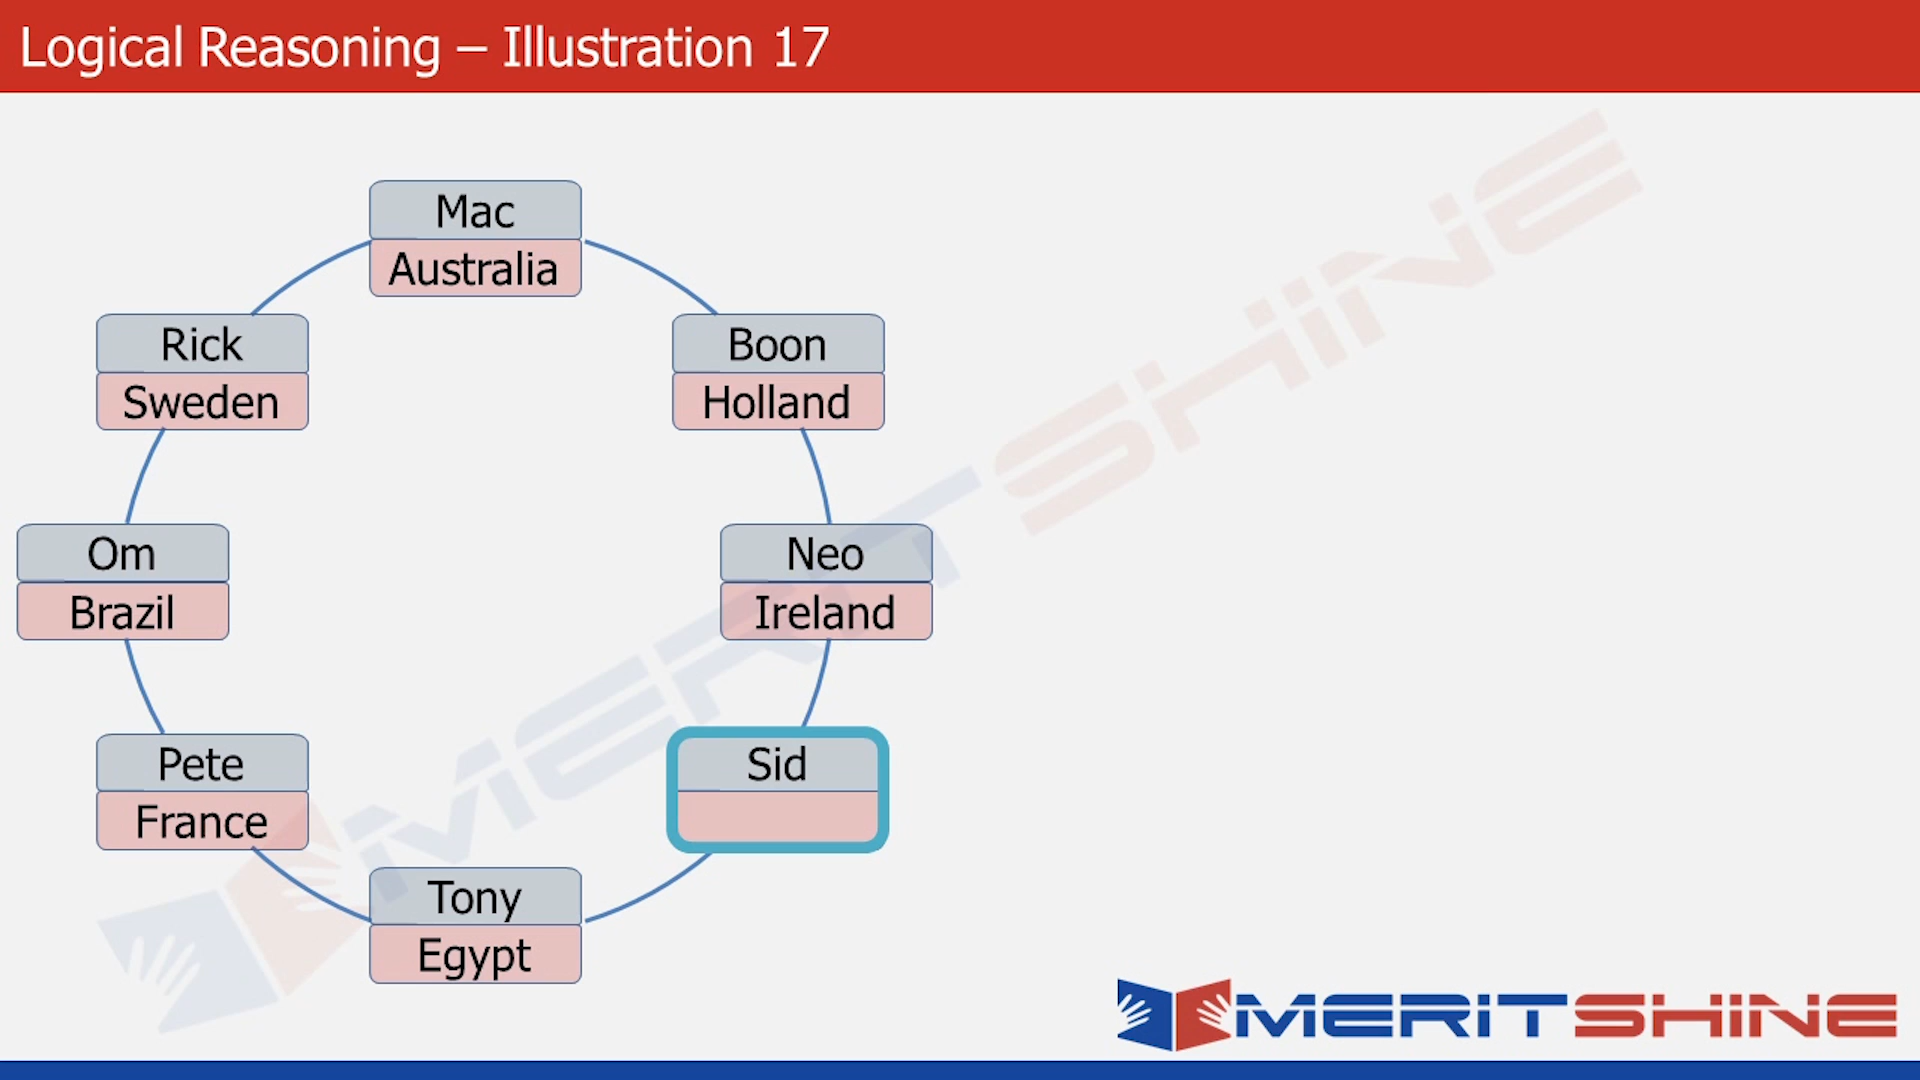 Logical Reasoning – Illustration 17
Mac
Australia
Rick
Sweden
Boon
Holland
Om
Brazil
Neo
Ireland
Pete
France
Sid
Tony
Egypt
MERITSHINE
MERITSHINE